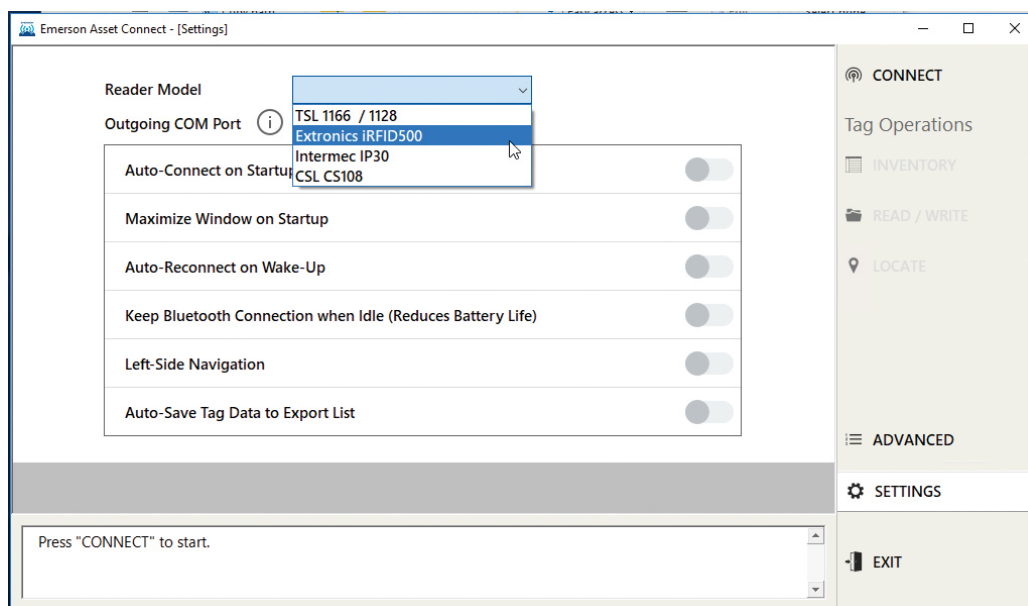 Emerson Asset Connect - [Settings]
Reader Model
TSL 1166 / 1128
Outgoing COM Port i
Extronics iRFID500
Intermec IP30
CSL CS108
Auto-Connect on Startup
Maximize Window on Startup
Auto-Reconnect on Wake-Up
Keep Bluetooth Connection when Idle (Reduces Battery Life)
Left-Side Navigation
Auto-Save Tag Data to Export List
Press "CONNECT" to start.
CONNECT
Tag Operations
INVENTORY
READ / WRITE
LOCATE
ADVANCED
SETTINGS
EXIT